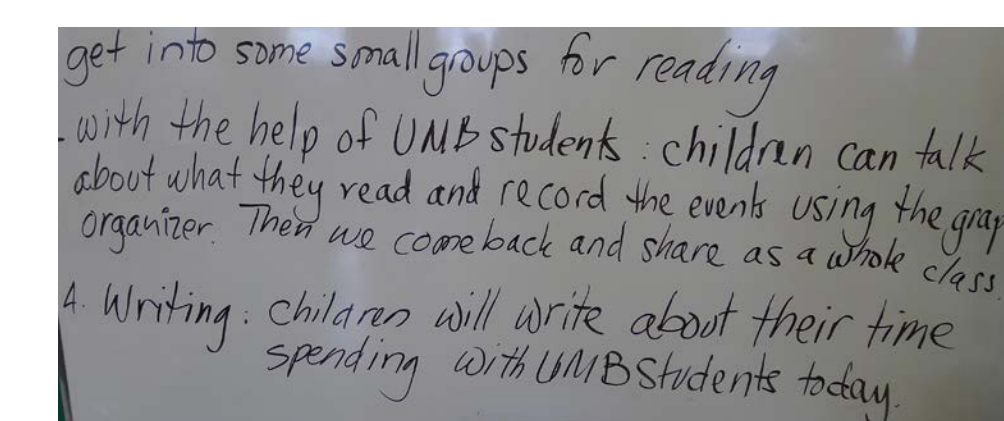 get into some small groups for reading
- with the help of UMB students : children can talk
about what they read and record the events using the grap
organizer. Then we come back and share as a whole class.
4. Writing : children will write about their time
spending with UMB Students today.